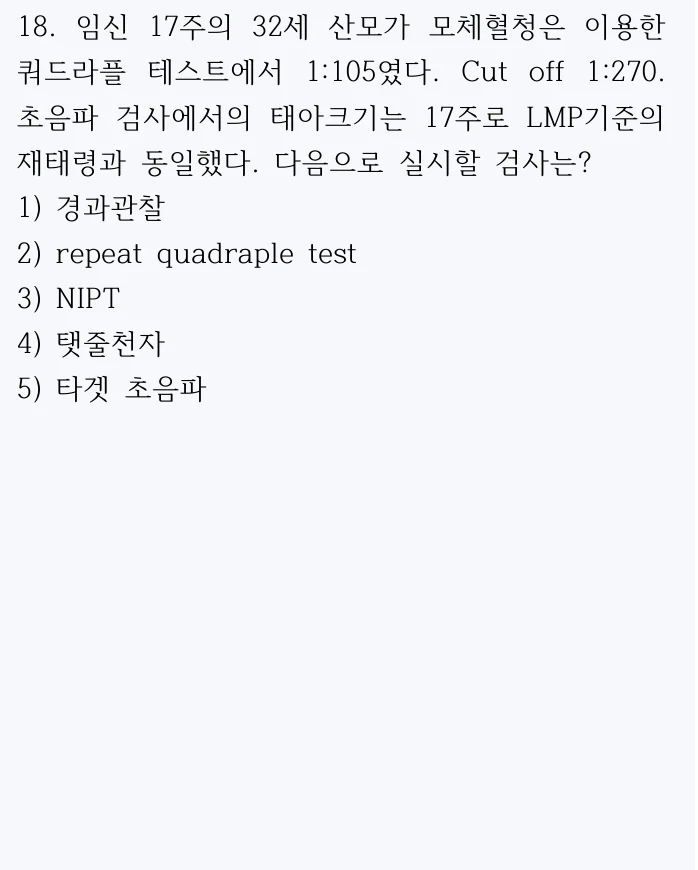 18. 임신 17주의 32세 산모가 모체혈청은 이용한
쿼드라플 테스트에서 1:105였다. Cut off 1:270.
초음파 검사에서의 태아크기는 17주로 LMP기준의
재태령과 동일했다. 다음으로 실시할 검사는?
1) 경과관찰
2) repeat quadraple test
3) NIPT
4) 탯줄천자
5) 타겟 초음파